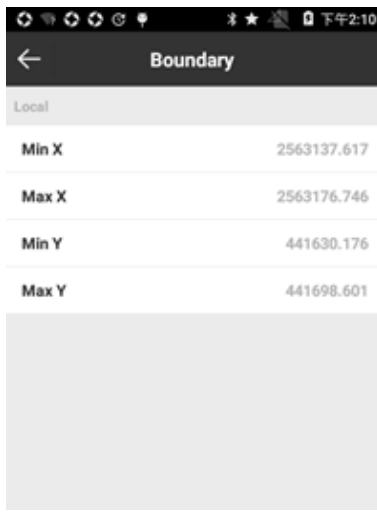 下午2:10
Boundary
Local
Min X 2563137.617
Max X 2563176.746
Min Y 441630.176
Max Y 441698.601